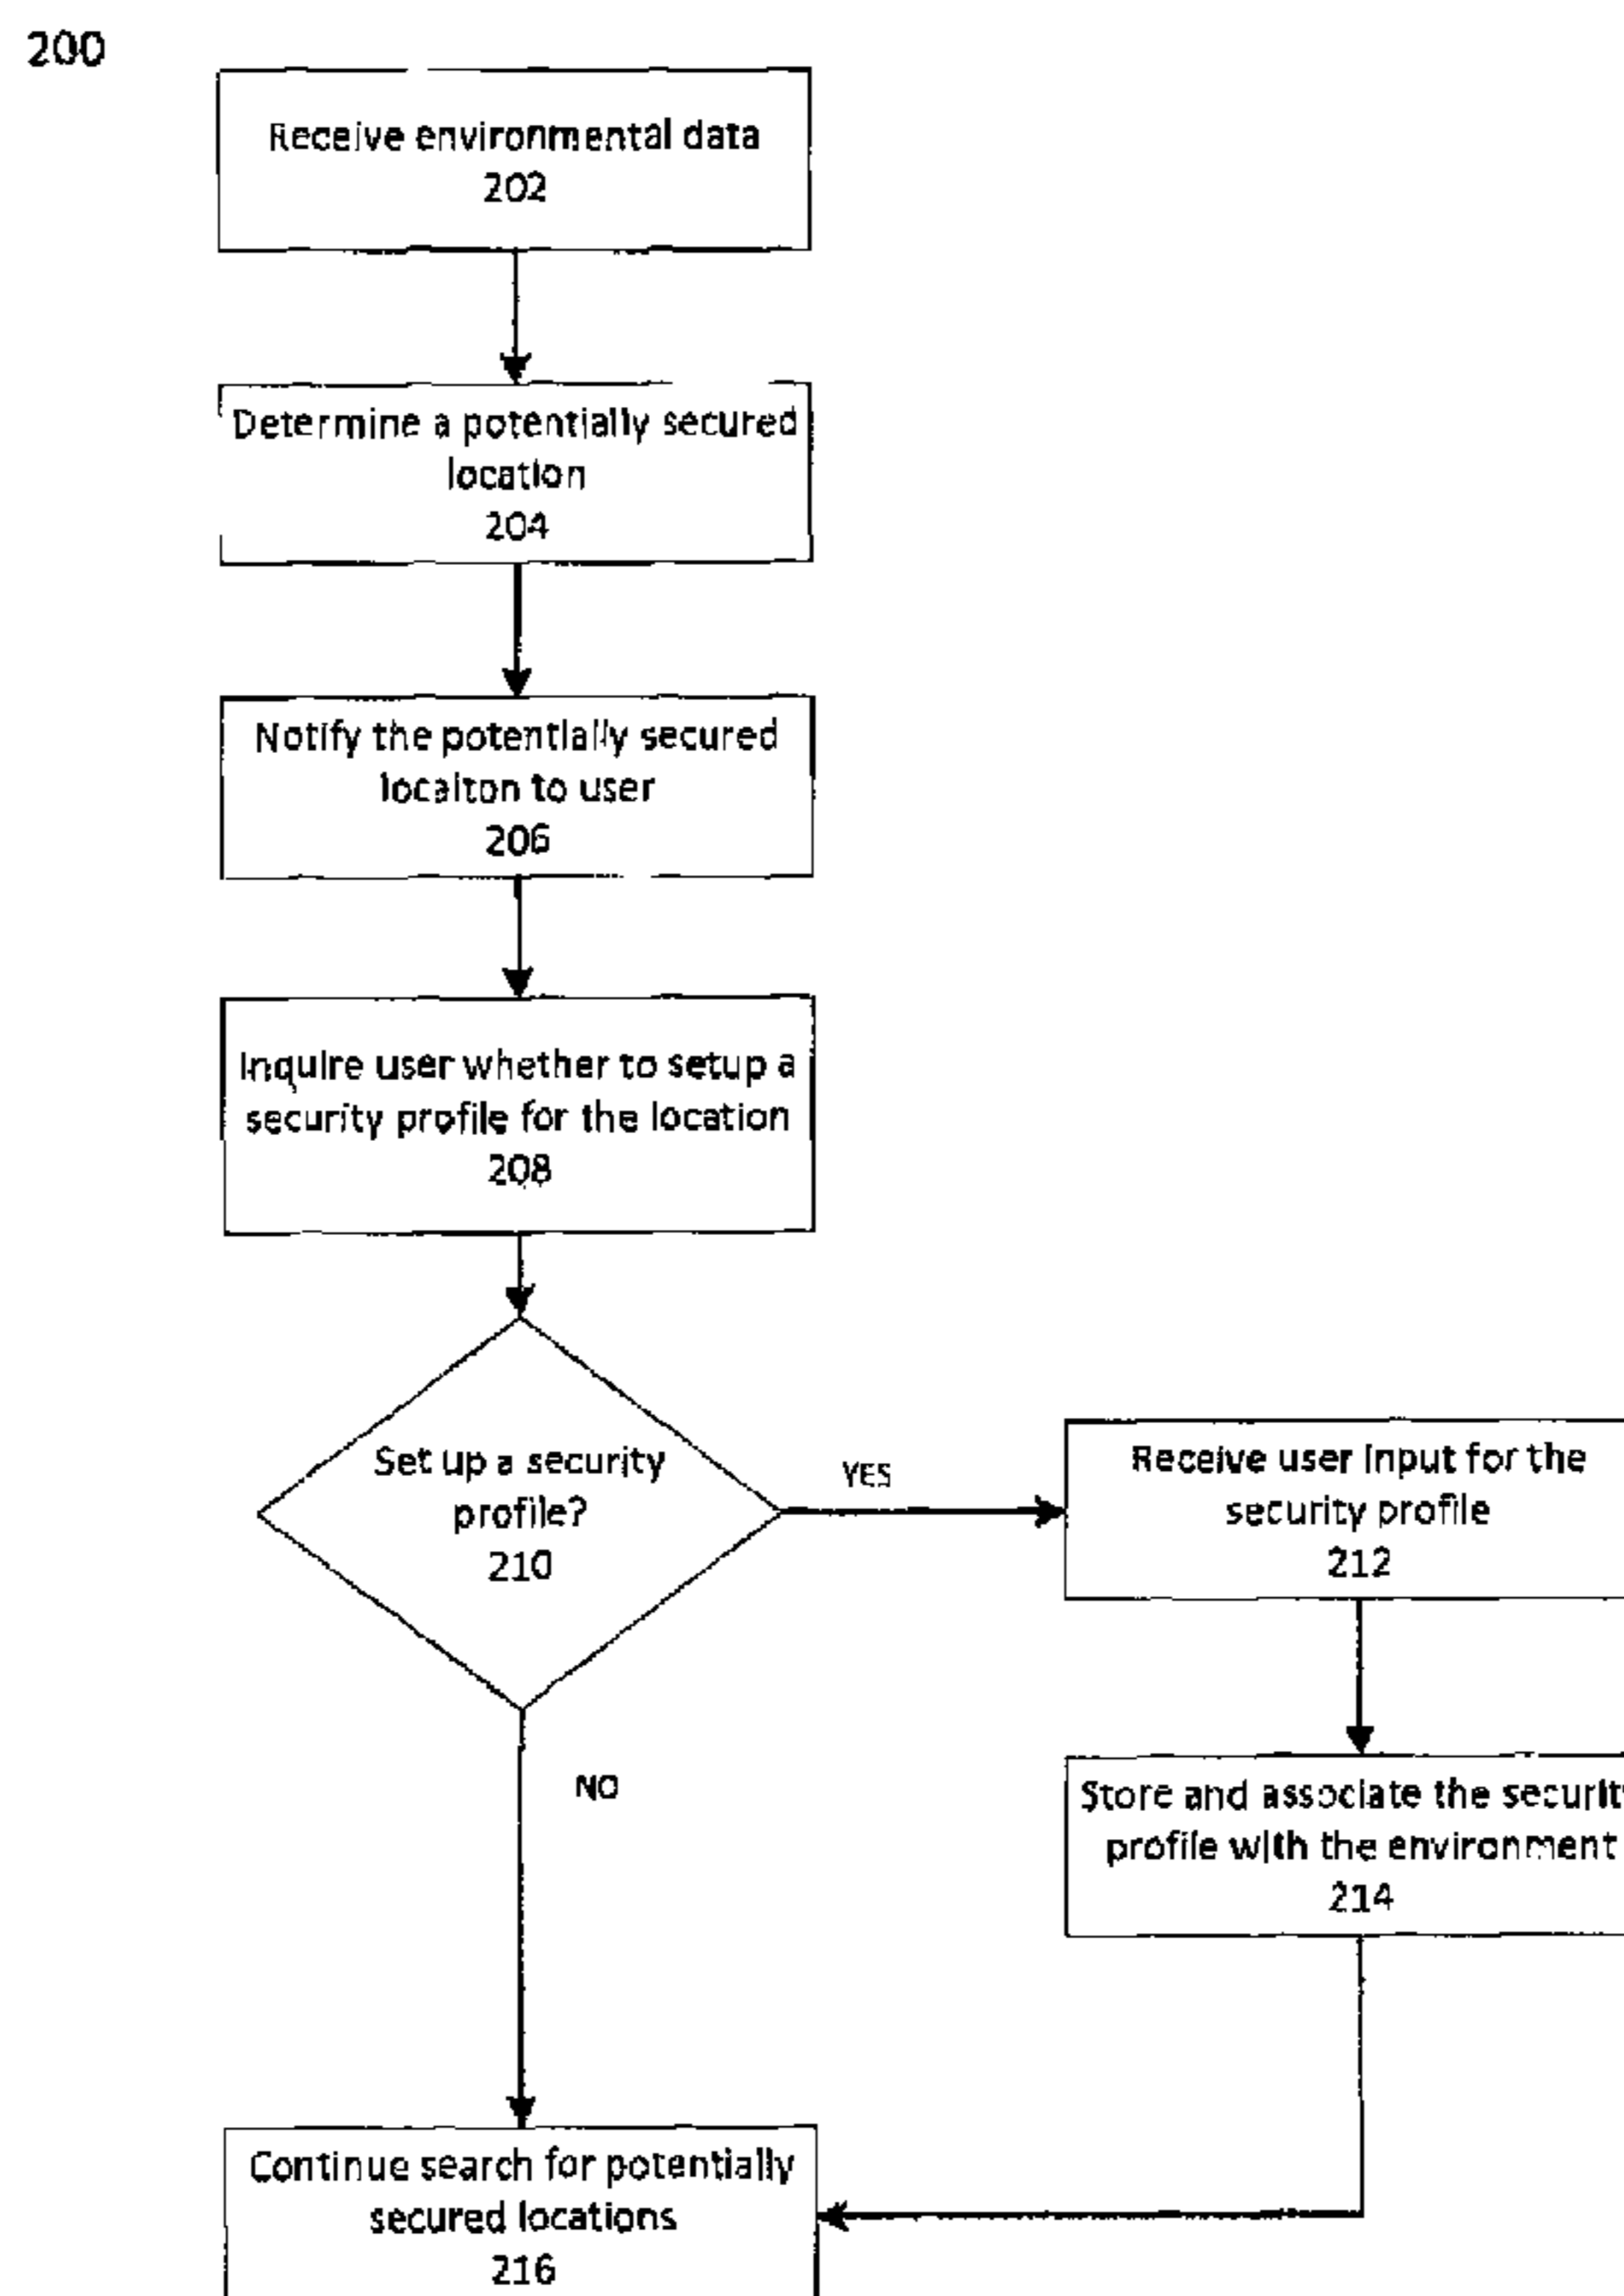 200
Receive environmental data
202
Determine a potentially secured
location
204
Notify the potentially secured
localton to user
206
Inquire user whether to setup a
security profile for the location
208
Set up a security
profile?
210
YES
Receive user input for the
security profile
212
NO
Store and associate the security
profile with the environment
214
Continue search for potentially
secured locations
216